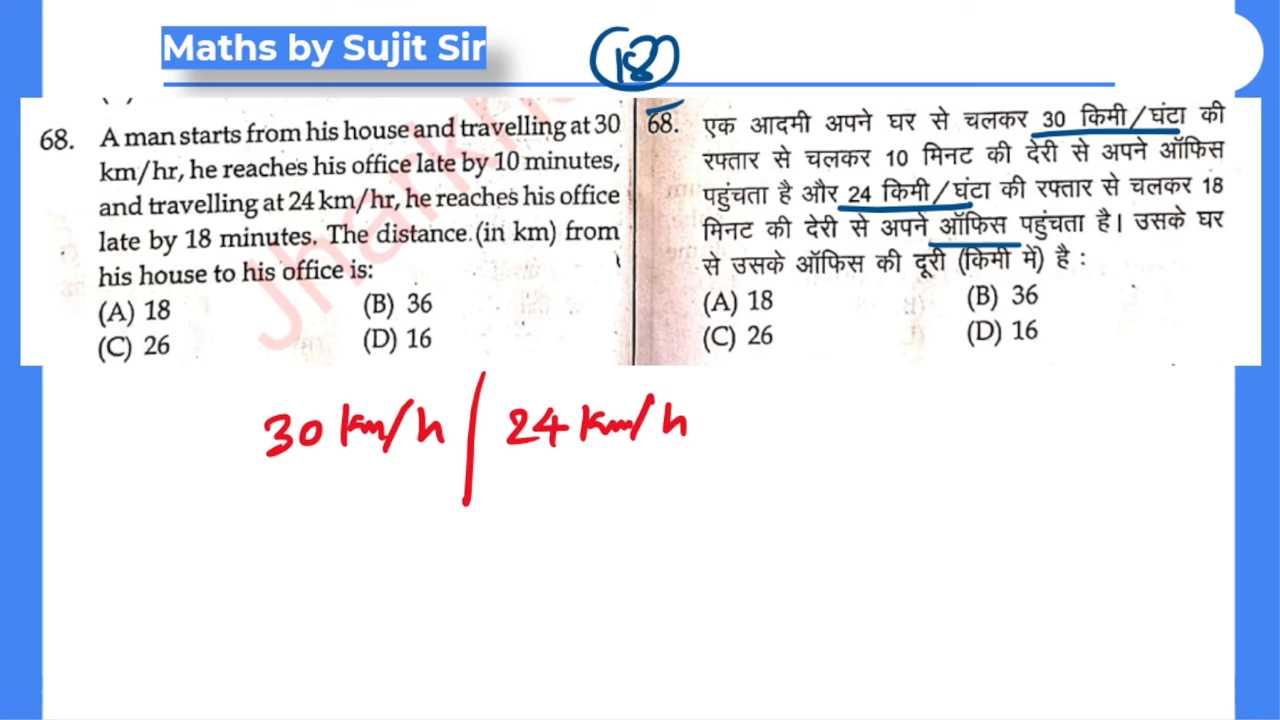 Maths by Sujit Sir
68. A man starts from his house and travelling at 30
km/hr, he reaches his office late by 10 minutes,
and travelling at 24 km/hr, he reaches his office
late by 18 minutes. The distance (in km) from
his house to his office is:
(A) 18 (B) 36
(C) 26 (D) 16
68. एक आदमी अपने घर से चलकर 30 किमी/घंटा की
रफ्तार से चलकर 10 मिनट की देरी से अपने ऑफिस
पहुंचता है और 24 किमी/घंटा की रफ्तार से चलकर 18
मिनट की देरी से अपने ऑफिस पहुंचता है। उसके घर
से उसके ऑफिस की दूरी (किमी में) है :
(A) 18 (B) 36
(C) 26 (D) 16
30 km/h 24 km/h